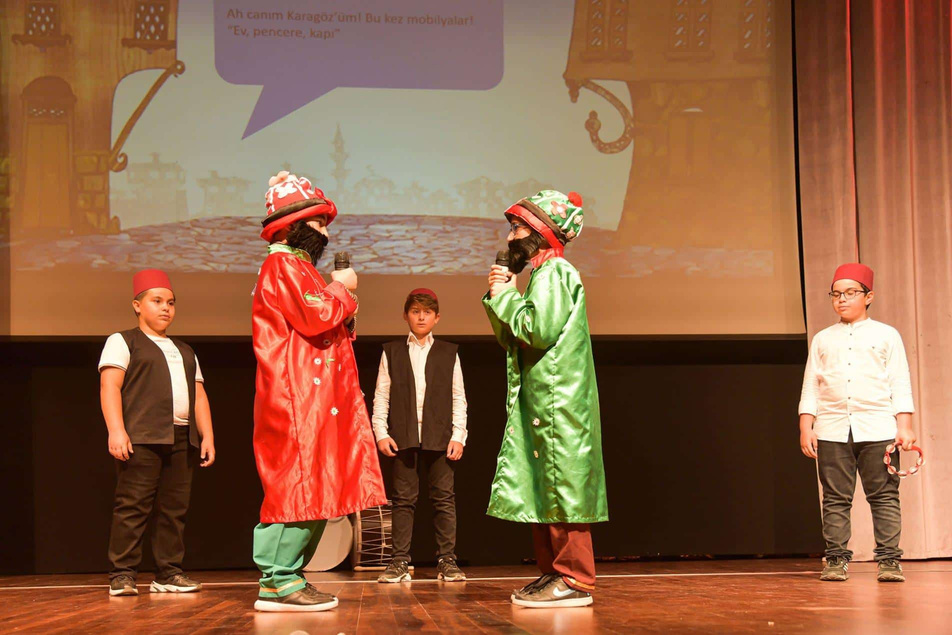 Ah canım Karagöz'üm! Bu kez mobilyalar!
"Ev, pencere, kapı"